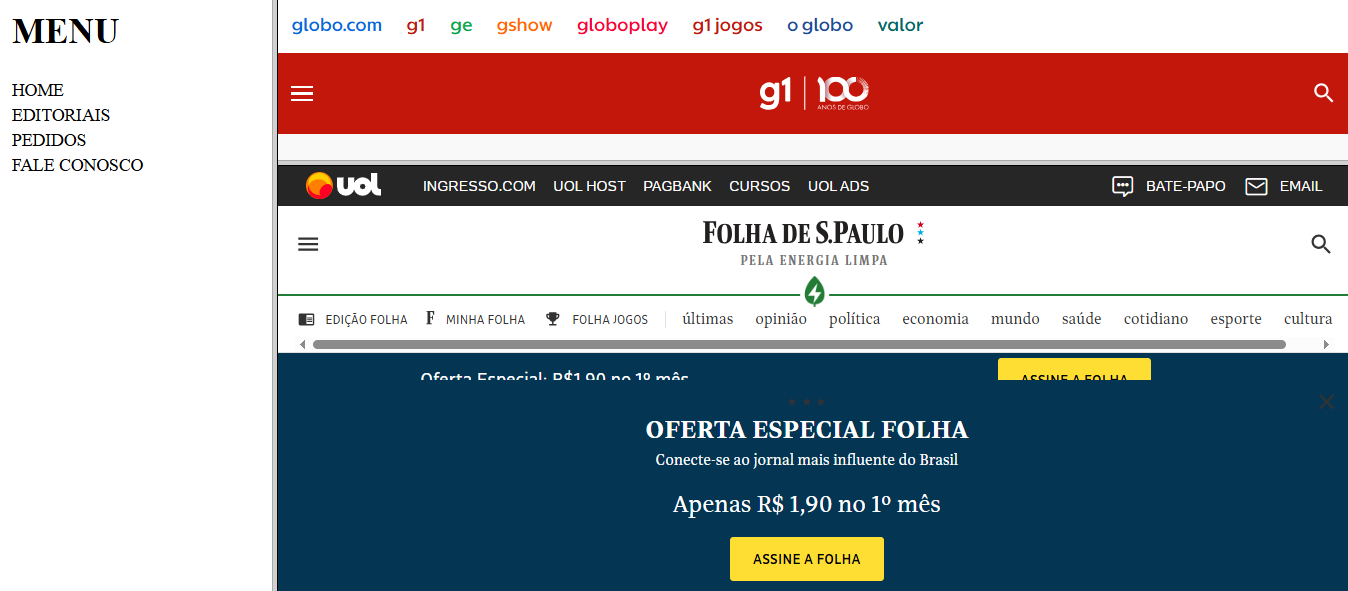 MENU
HOME
EDITORIAIS
PEDIDOS
FALE CONOSCO
globo.com g1 ge gshow globoplay g1 jogos o globo valor
g1 100
ANOS DE GLOBO
uol INGRESSO.COM UOL HOST PAGBANK CURSOS UOL ADS BATE-PAPO EMAIL
FOLHA DE S.PAULO
PELA ENERGIA LIMPA
EDIÇÃO FOLHA F MINHA FOLHA FOLHA JOGOS últimas opinião política economia mundo saúde cotidiano esporte cultura
Oferta Especial: R$1,90 no 1º mês ASSINE A FOLHA
OFERTA ESPECIAL FOLHA
Conecte-se ao jornal mais influente do Brasil
Apenas R$ 1,90 no 1º mês
ASSINE A FOLHA